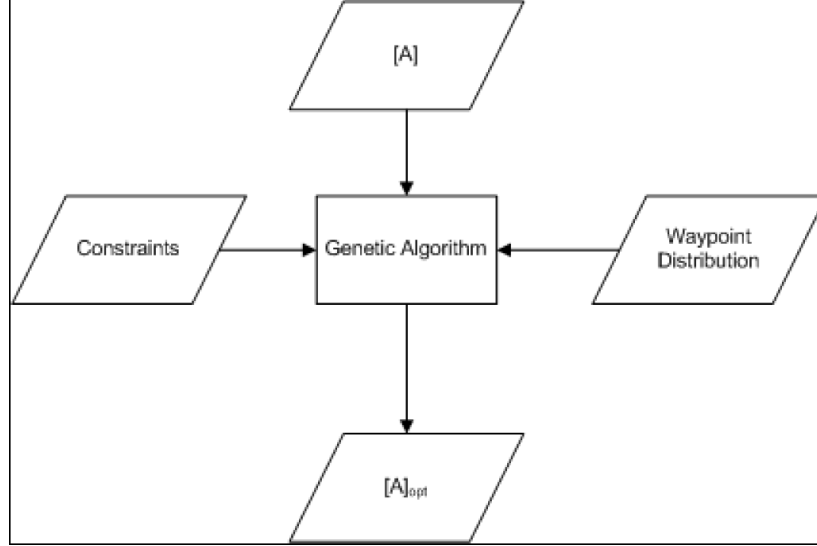 [A]
Constraints
Genetic Algorithm
Waypoint
Distribution
[A]opt